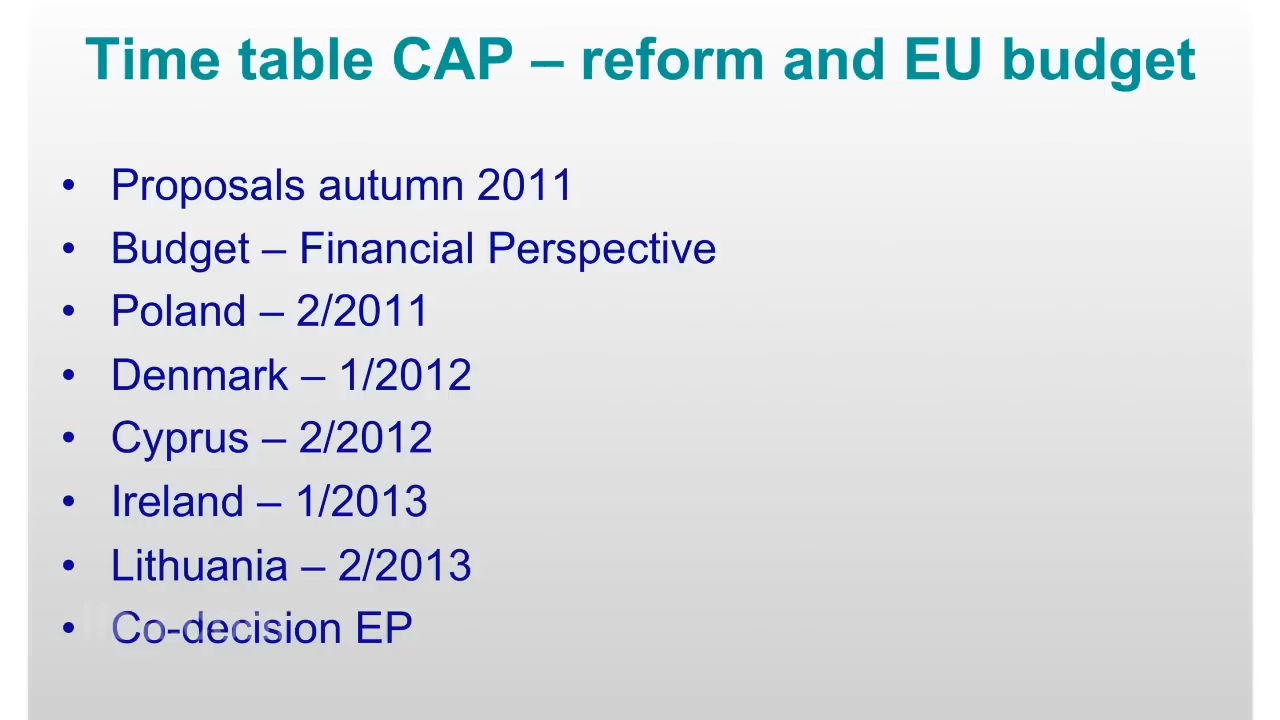 Time table CAP – reform and EU budget
• Proposals autumn 2011
• Budget – Financial Perspective
• Poland – 2/2011
• Denmark – 1/2012
• Cyprus – 2/2012
• Ireland – 1/2013
• Lithuania – 2/2013
• Co-decision EP